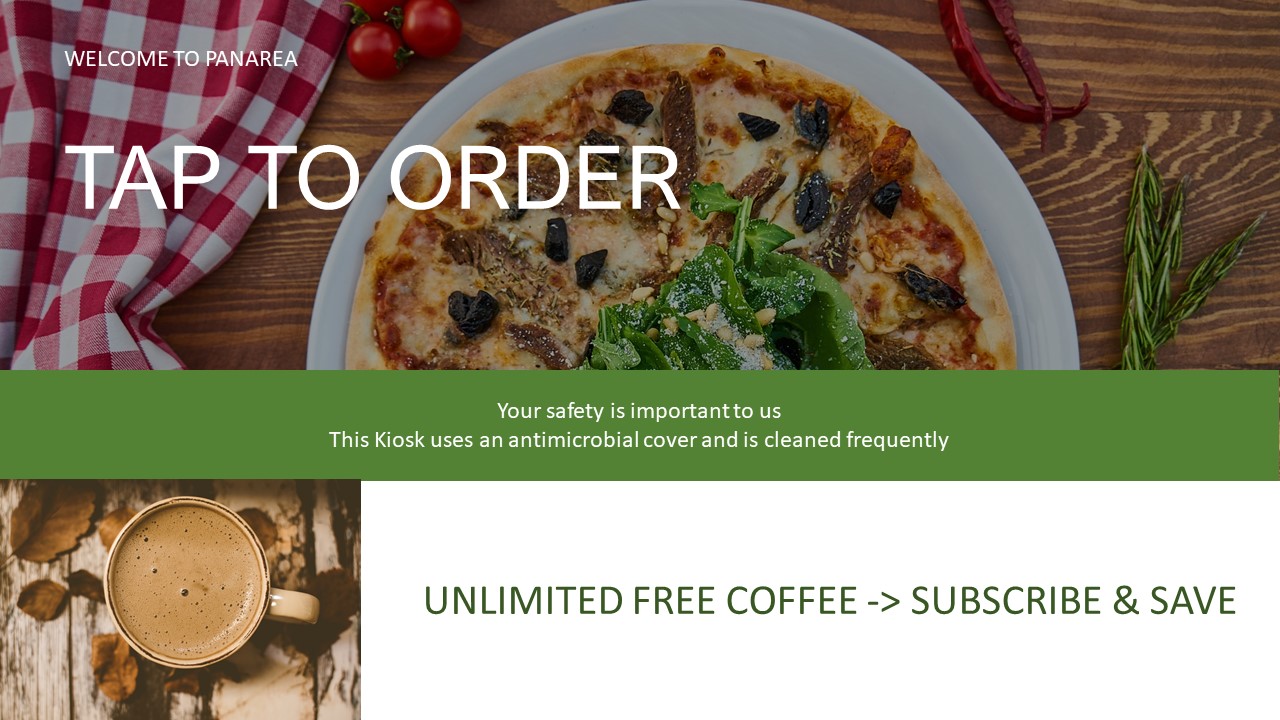 WELCOME TO PANAREA
TAP TO ORDER
Your safety is important to us
This Kiosk uses an antimicrobial cover and is cleaned frequently
UNLIMITED FREE COFFEE -> SUBSCRIBE & SAVE